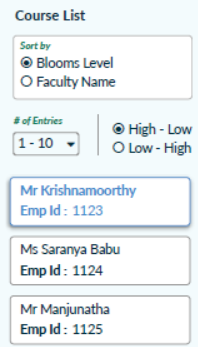 Course List
Sort by
Blooms Level
Faculty Name
# of Entries
1 - 10
High - Low
Low - High
Mr Krishnamoorthy
Emp Id : 1123
Ms Saranya Babu
Emp Id : 1124
Mr Manjunatha
Emp Id : 1125